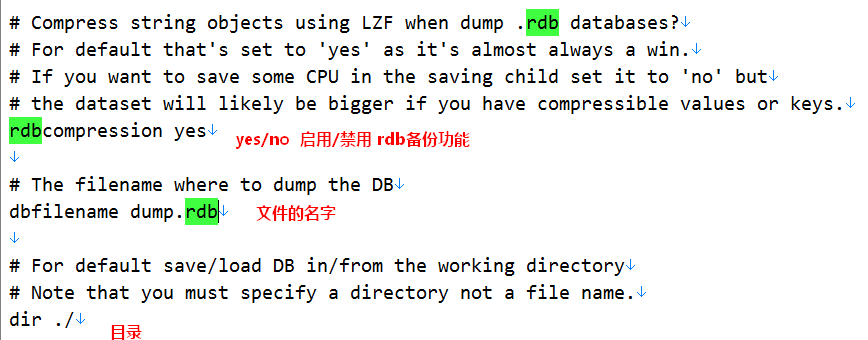 # Compress string objects using LZF when dump .rdb databases?
# For default that's set to 'yes' as it's almost always a win.
# If you want to save some CPU in the saving child set it to 'no' but
# the dataset will likely be bigger if you have compressible values or keys.
rdbcompression yes
yes/no 启用/禁用 rdb备份功能
# The filename where to dump the DB
dbfilename dump.rdb
文件的名字
# For default save/load DB in/from the working directory
# Note that you must specify a directory not a file name.
dir ./
目录